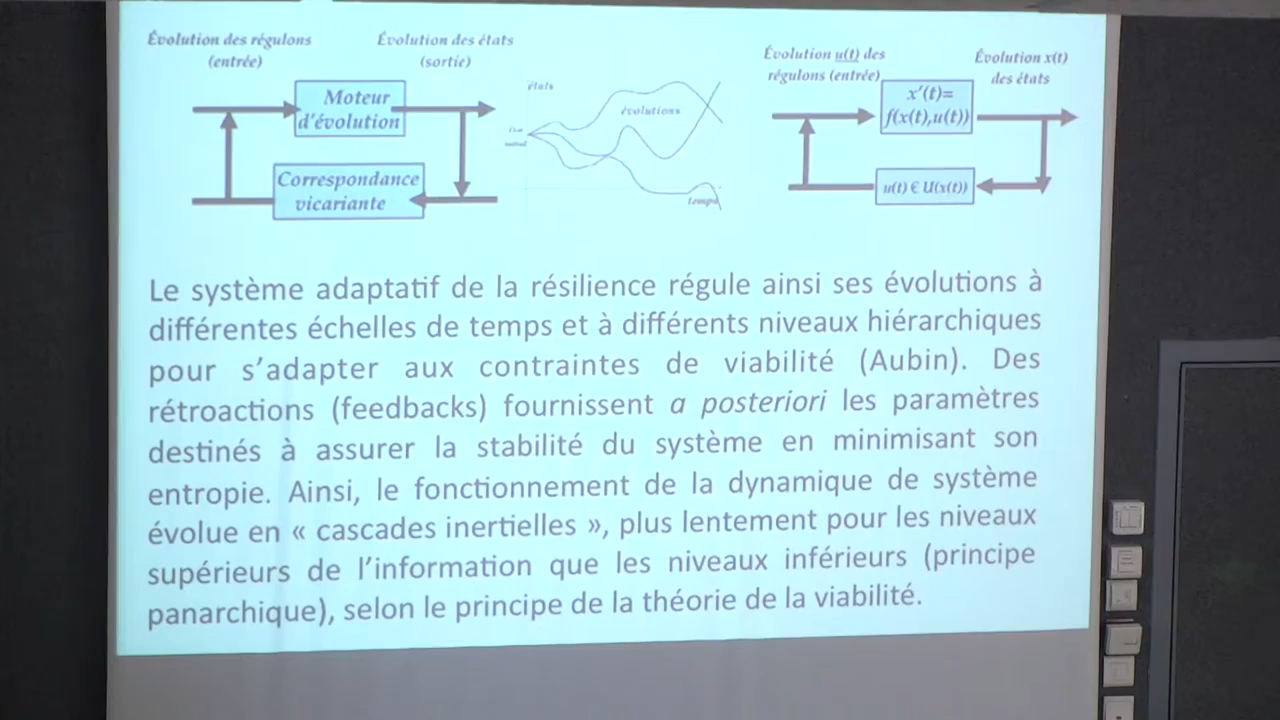 Évolution des régulons
(entrée)
Évolution des états
(sortie)
Moteur
d'évolution
Correspondance
vicariante
états
évolutions
temps
Évolution u(t) des
régulons (entrée)
Évolution x(t)
des états
x'(t)=
f(x(t),u(t))
u(t) ∈ U(x(t))
Le système adaptatif de la résilience régule ainsi ses évolutions à
différentes échelles de temps et à différents niveaux hiérarchiques
pour s'adapter aux contraintes de viabilité (Aubin). Des
rétroactions (feedbacks) fournissent a posteriori les paramètres
destinés à assurer la stabilité du système en minimisant son
entropie. Ainsi, le fonctionnement de la dynamique de système
évolue en « cascades inertielles », plus lentement pour les niveaux
supérieurs de l'information que les niveaux inférieurs (principe
panarchique), selon le principe de la théorie de la viabilité.